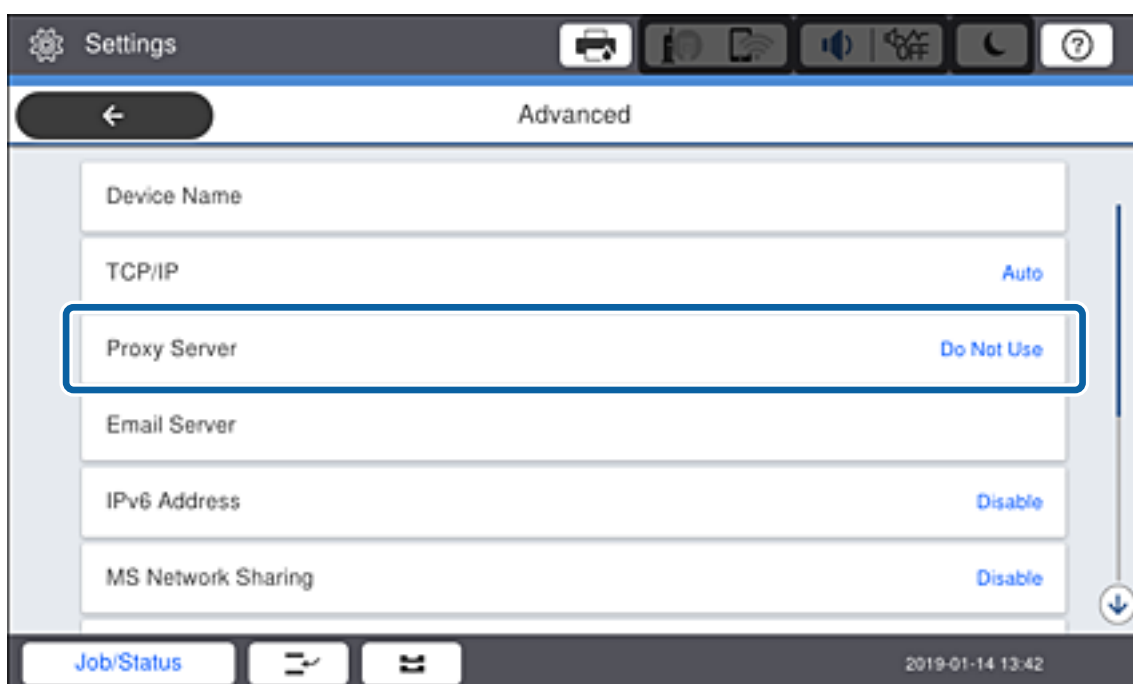 Settings
OFF
?
Advanced
Device Name
TCP/IP Auto
Proxy Server Do Not Use
Email Server
IPv6 Address Disable
MS Network Sharing Disable
Job/Status 2019-01-14 13:42